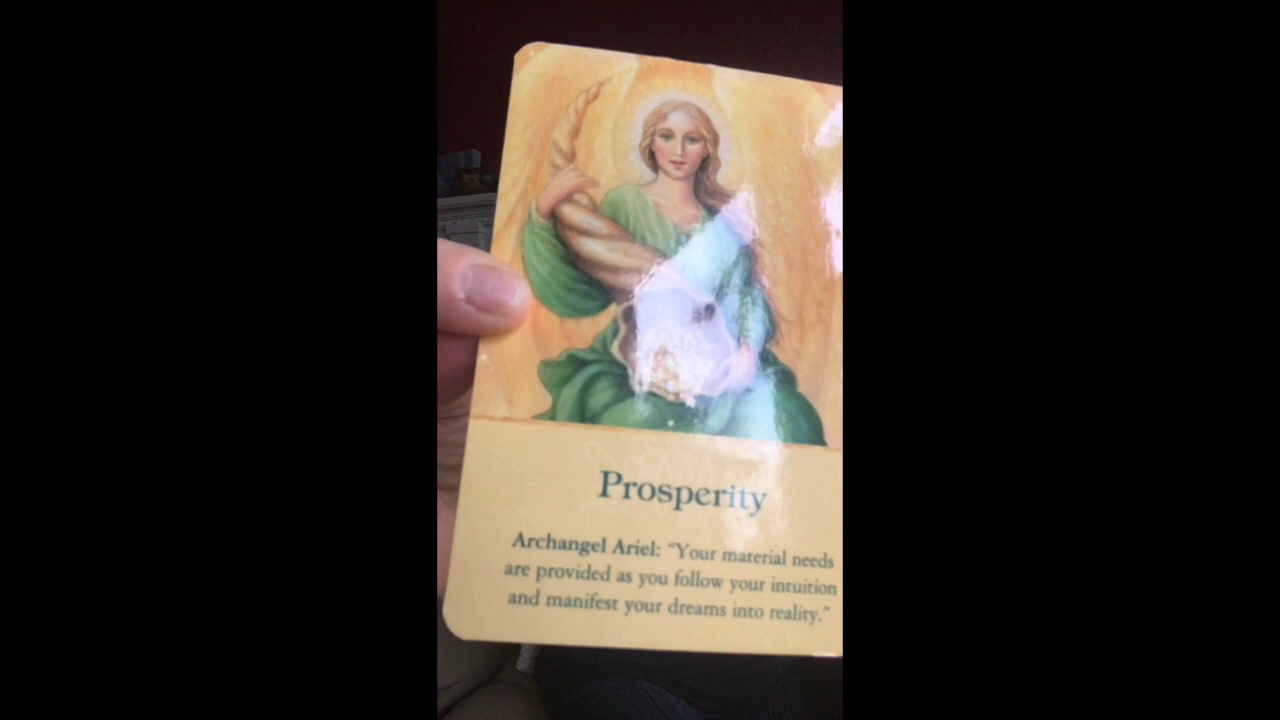 Prosperity
Archangel Ariel: "Your material needs
are provided as you follow your intuition
and manifest your dreams into reality."